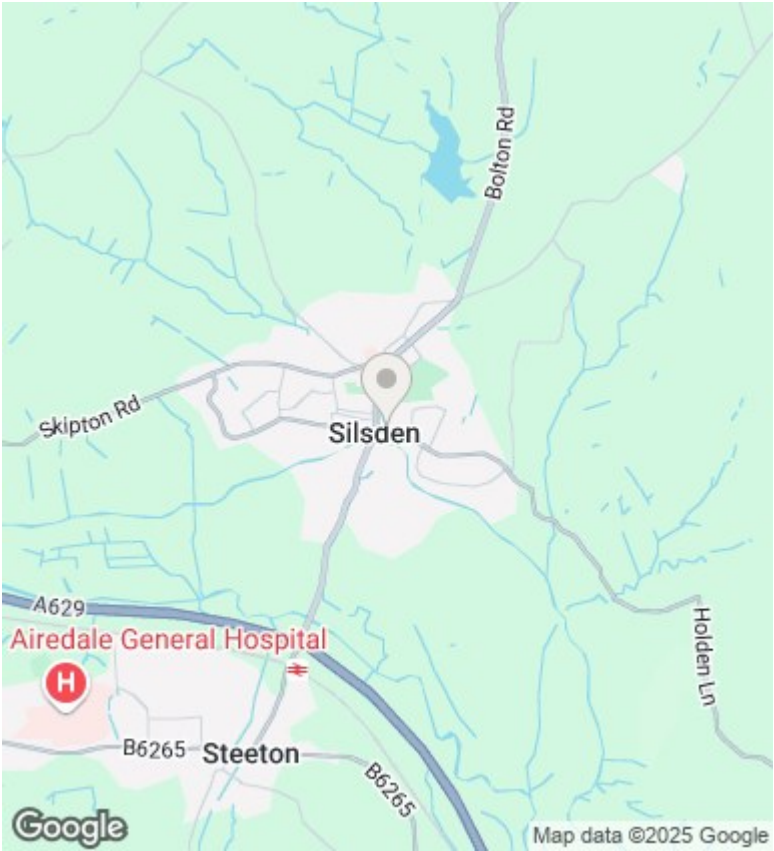 Bolton Rd
Skipton Rd
Silsden
A629
Airedale General Hospital
H
Holden Ln
B6265
Steeton
B6265
Google
Map data ©2025 Google